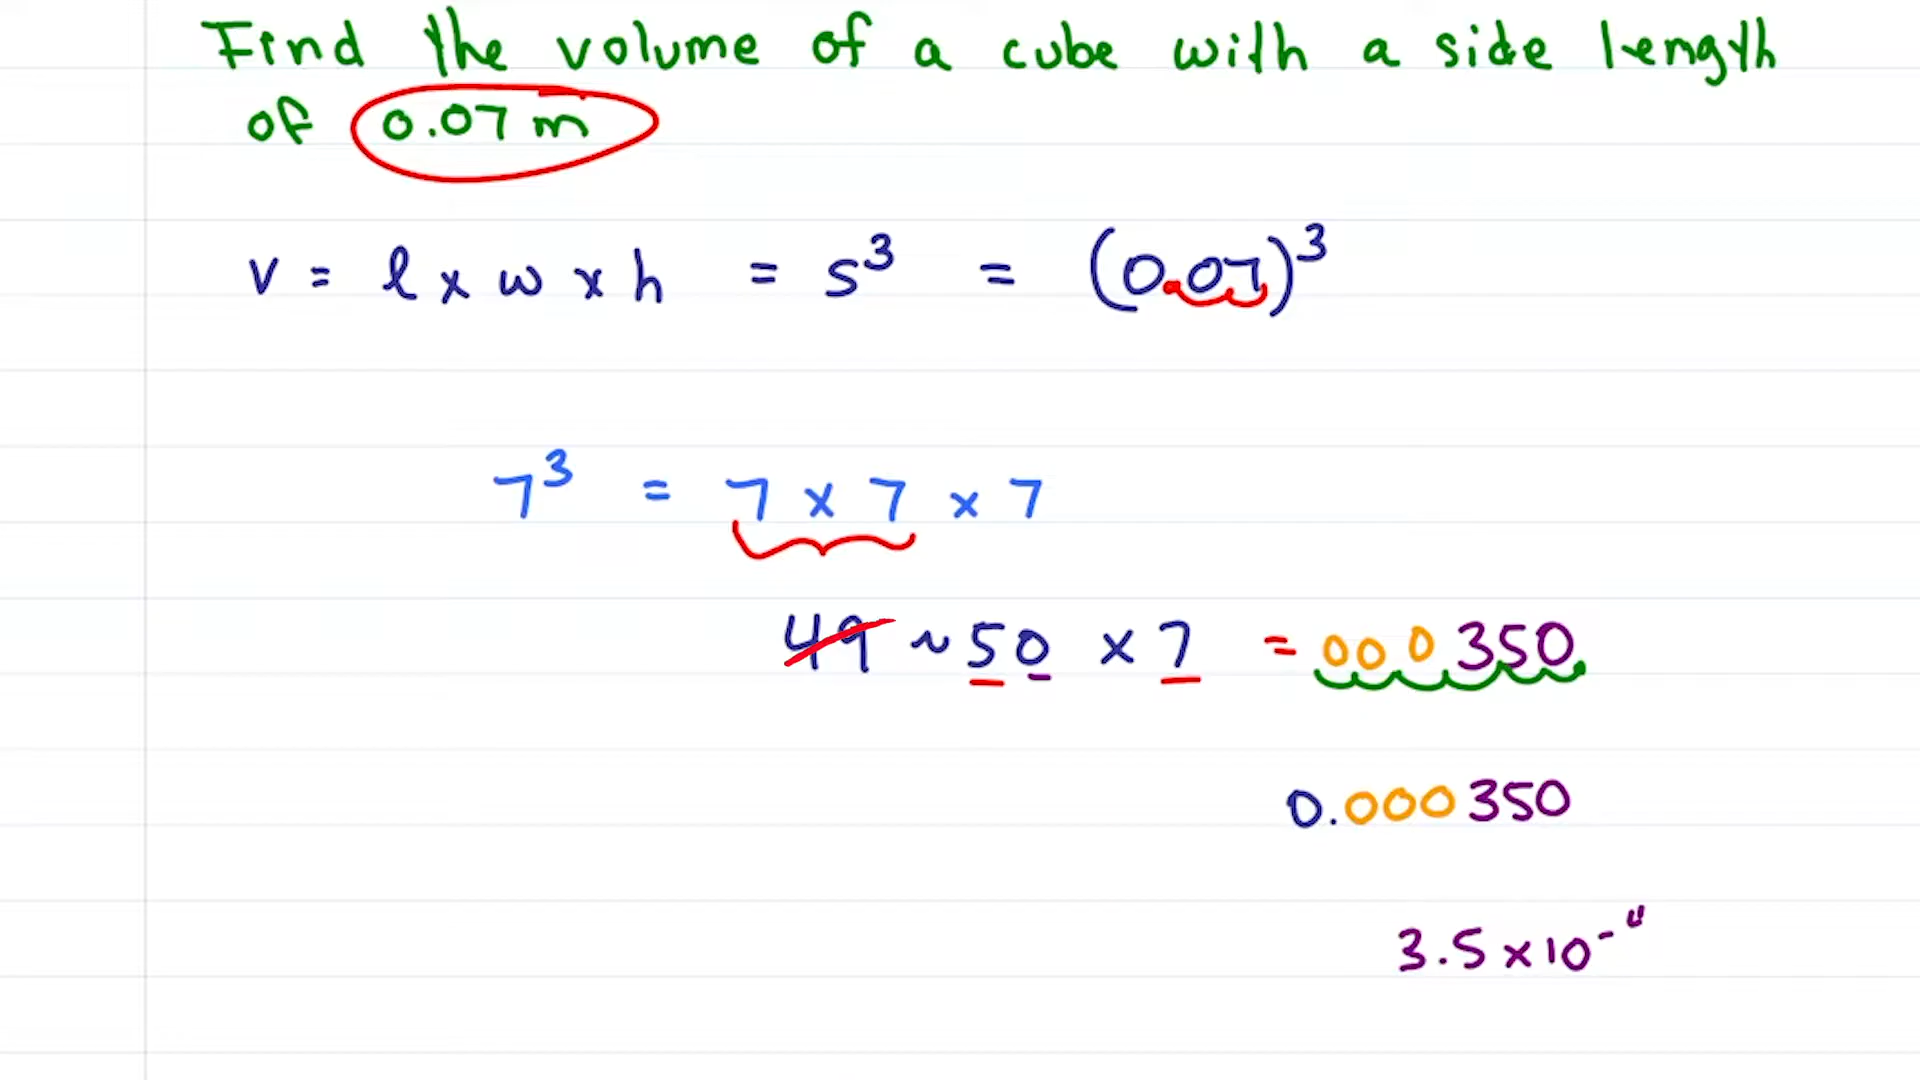 Find the volume of a cube with a side length
of 0.07 m
V = l x w x h = s³ = (0.07)³
7³ = 7 x 7 x 7
49 ~ 50 x 7 = 000350
0.000350
3.5 x 10⁻⁴